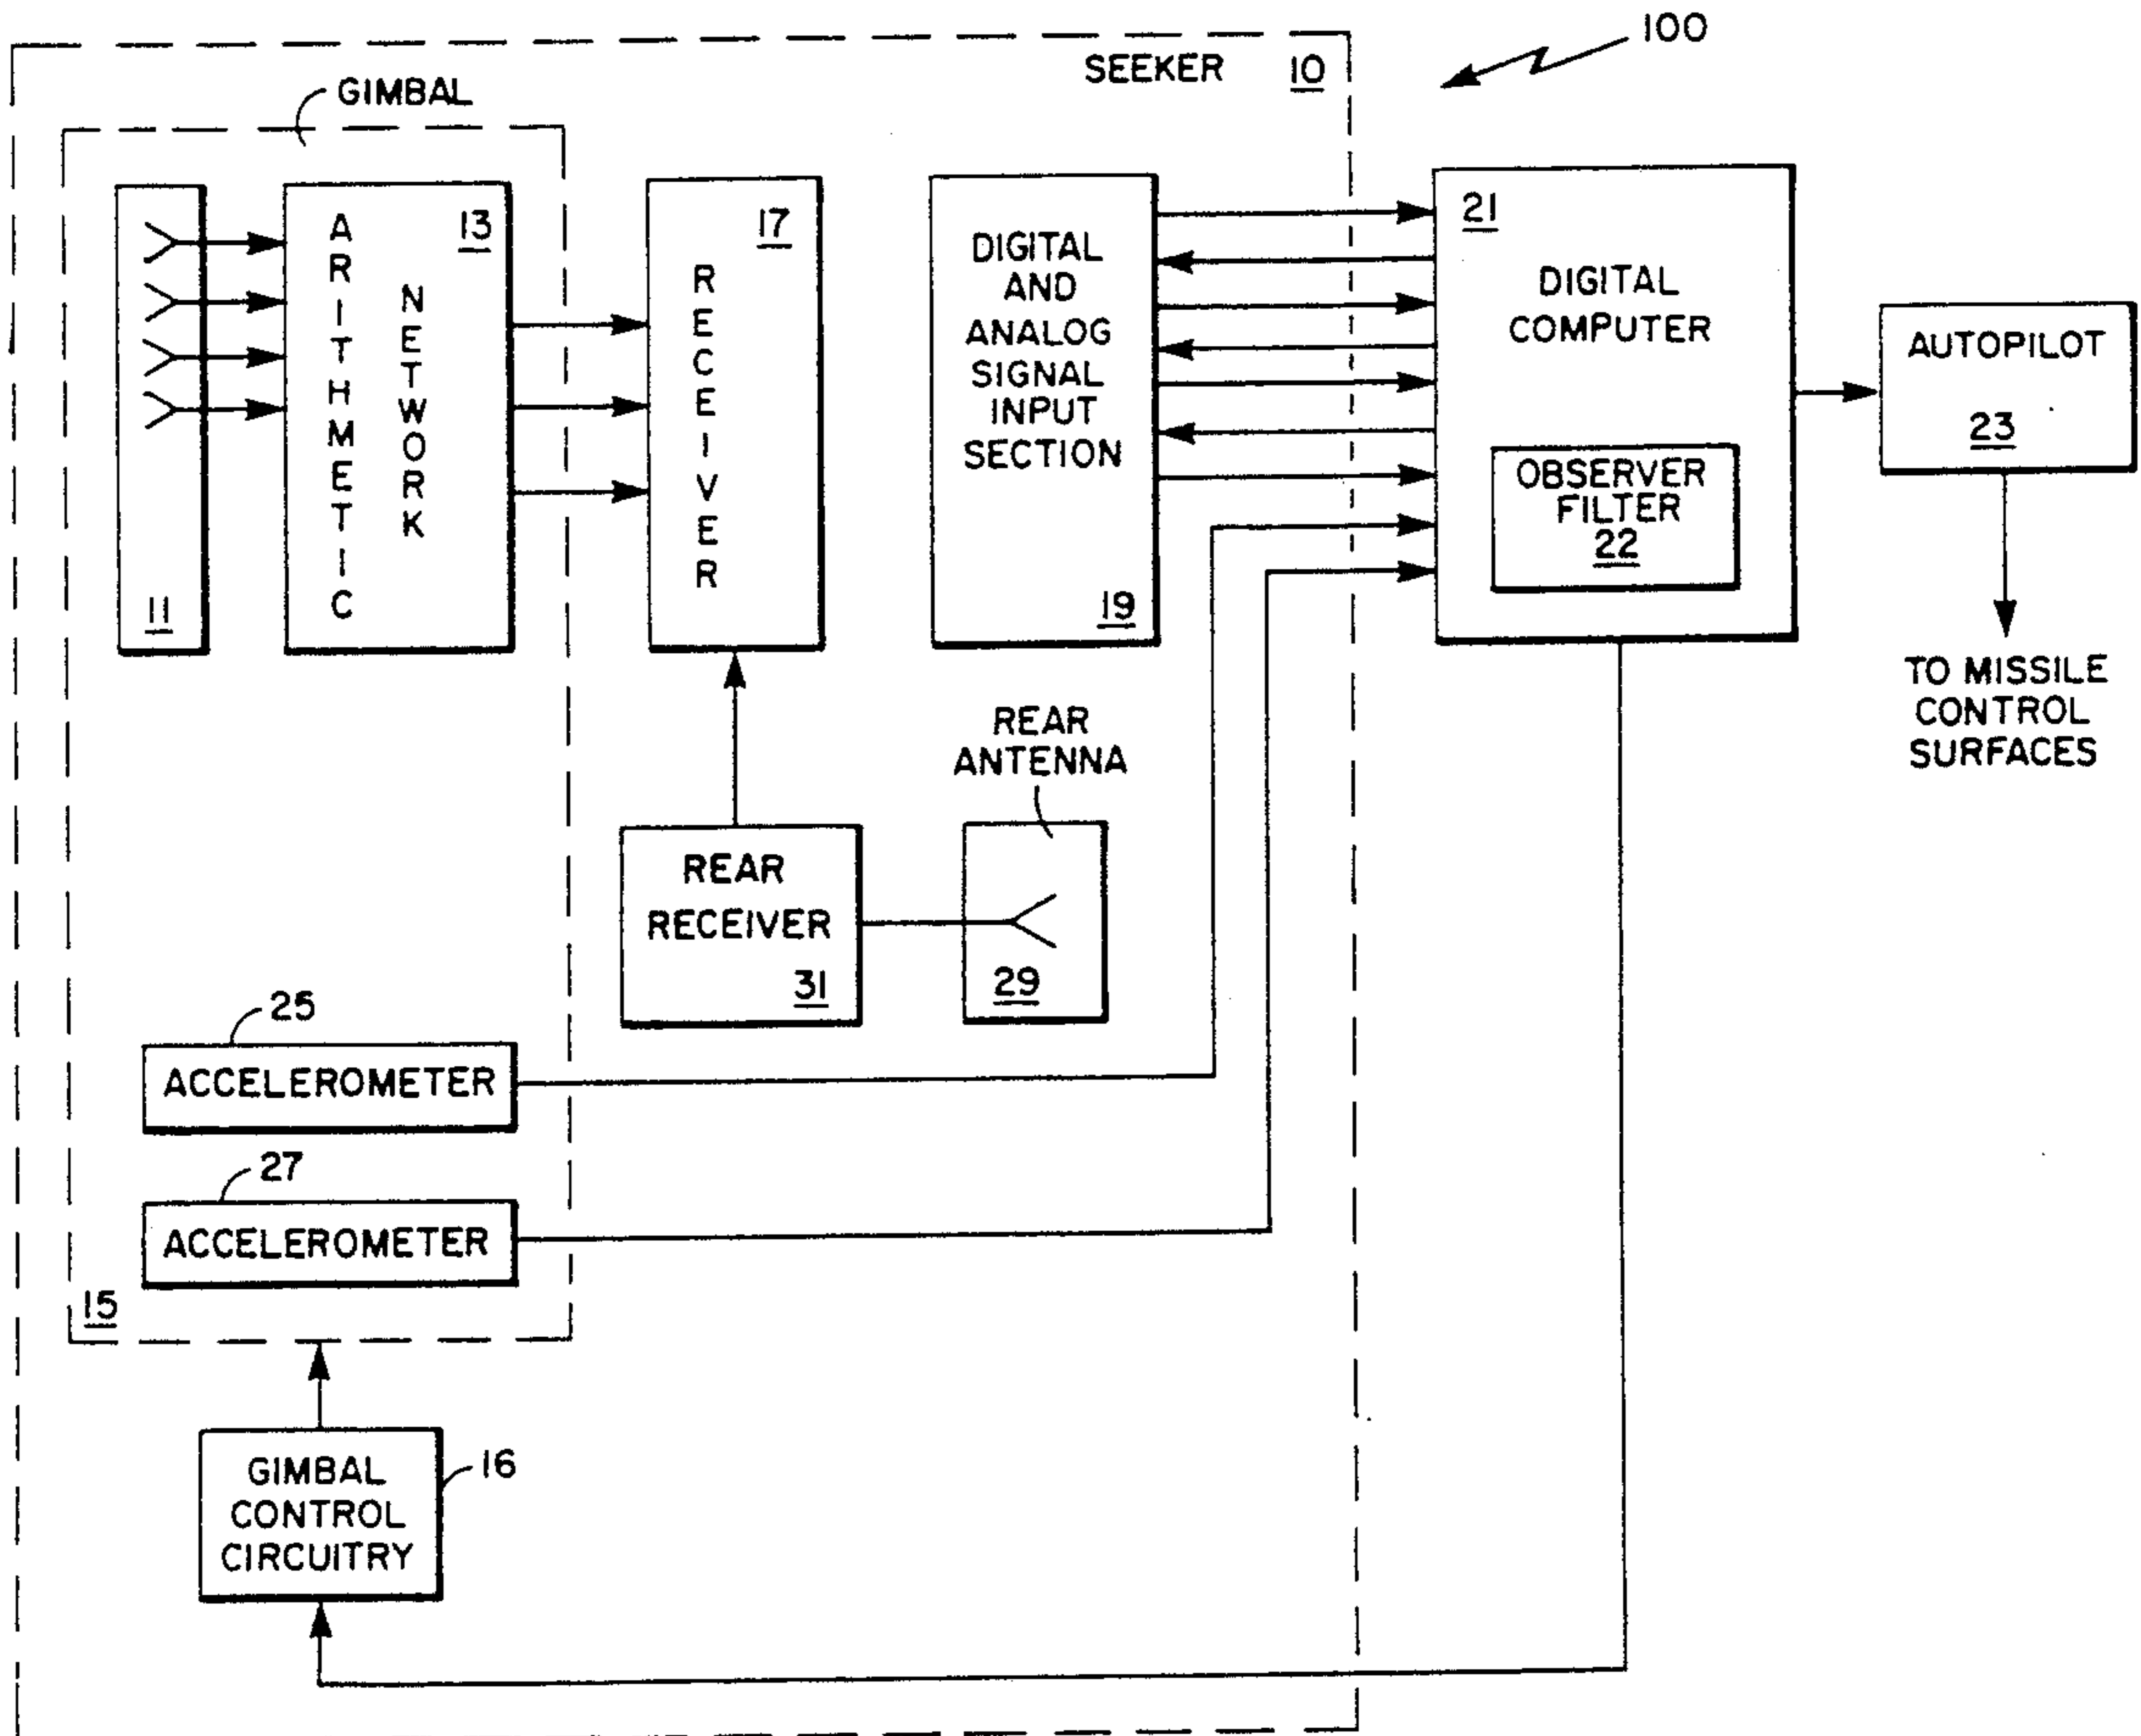 100
SEEKER 10
GIMBAL
11
ARITHMETIC
NETWORK
13
17
RECEIVER
DIGITAL
AND
ANALOG
SIGNAL
INPUT
SECTION
19
21
DIGITAL
COMPUTER
OBSERVER
FILTER
22
AUTOPILOT
23
TO MISSILE
CONTROL
SURFACES
REAR
ANTENNA
29
REAR
RECEIVER
31
25
ACCELEROMETER
27
ACCELEROMETER
15
GIMBAL
CONTROL
CIRCUITRY
16